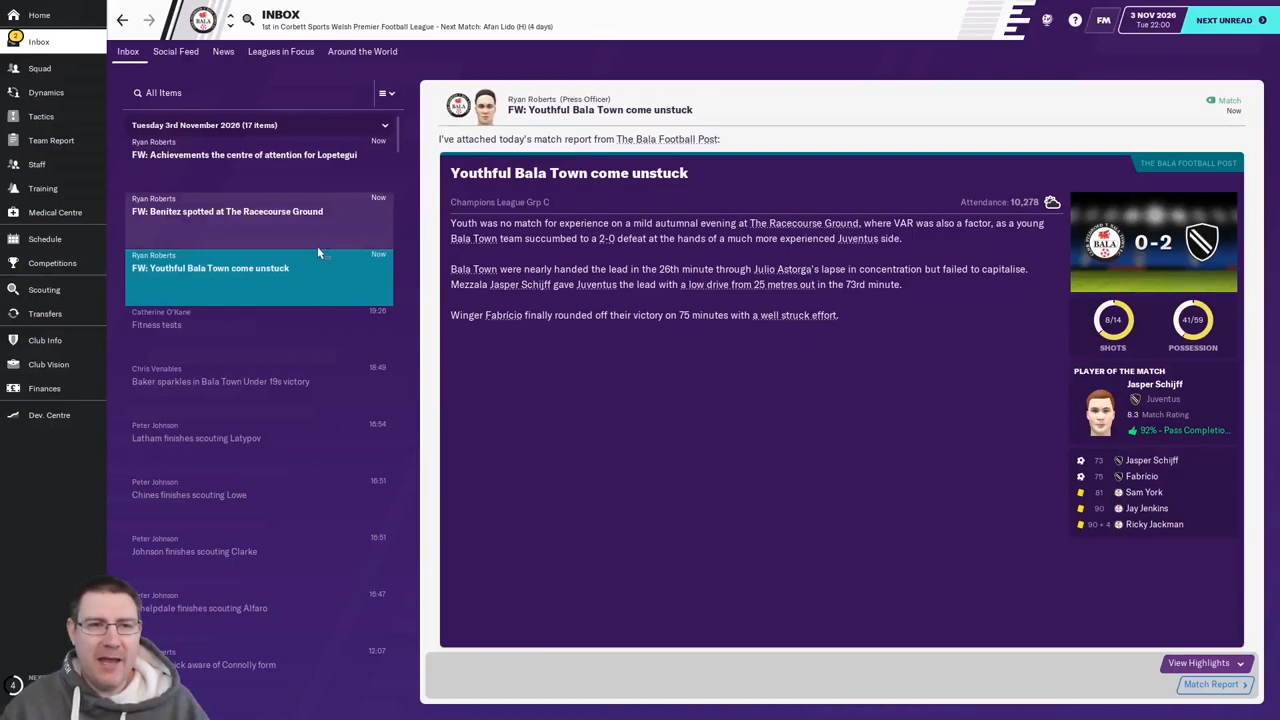 INBOX
1st in Corbett Sports Welsh Premier Football League - Next Match: Afan Lido (H) (4 days)
FM
3 NOV 2026
Tue 22:00
NEXT UNREAD
Home
2
Inbox
Squad
Dynamics
Tactics
Team Report
Staff
Training
Medical Centre
Schedule
Competitions
Scouting
Transfers
Club Info
Club Vision
Finances
Dev. Centre
4
Inbox Social Feed News Leagues in Focus Around the World
All Items
Tuesday 3rd November 2026 (17 items)
Ryan Roberts Now
FW: Achievements the centre of attention for Lopetegui
Ryan Roberts Now
FW: Benítez spotted at The Racecourse Ground
Ryan Roberts Now
FW: Youthful Bala Town come unstuck
Catherine O'Kane 19:26
Fitness tests
Chris Venables 18:49
Baker sparkles in Bala Town Under 19s victory
Peter Johnson 16:54
Latham finishes scouting Latypov
Peter Johnson 16:51
Chines finishes scouting Lowe
Peter Johnson 16:51
Johnson finishes scouting Clarke
Johnson 16:47
finishes scouting Alfaro
12:07
aware of Connolly form
Ryan Roberts (Press Officer)
FW: Youthful Bala Town come unstuck
Match
Now
I've attached today's match report from The Bala Football Post:
THE BALA FOOTBALL POST
Youthful Bala Town come unstuck
Champions League Grp C Attendance: 10,278
Youth was no match for experience on a mild autumnal evening at The Racecourse Ground, where VAR was also a factor, as a young
Bala Town team succumbed to a 2-0 defeat at the hands of a much more experienced Juventus side.
Bala Town were nearly handed the lead in the 26th minute through Julio Astorga's lapse in concentration but failed to capitalise.
Mezzala Jasper Schijff gave Juventus the lead with a low drive from 25 metres out in the 73rd minute.
Winger Fabrício finally rounded off their victory on 75 minutes with a well struck effort.
0-2
8/14
SHOTS
41/59
POSSESSION
PLAYER OF THE MATCH
Jasper Schijff
Juventus
8.3 Match Rating
92% - Pass Completio...
73 Jasper Schijff
75 Fabrício
81 Sam York
90 Jay Jenkins
90 + 4 Ricky Jackman
View Highlights
Match Report